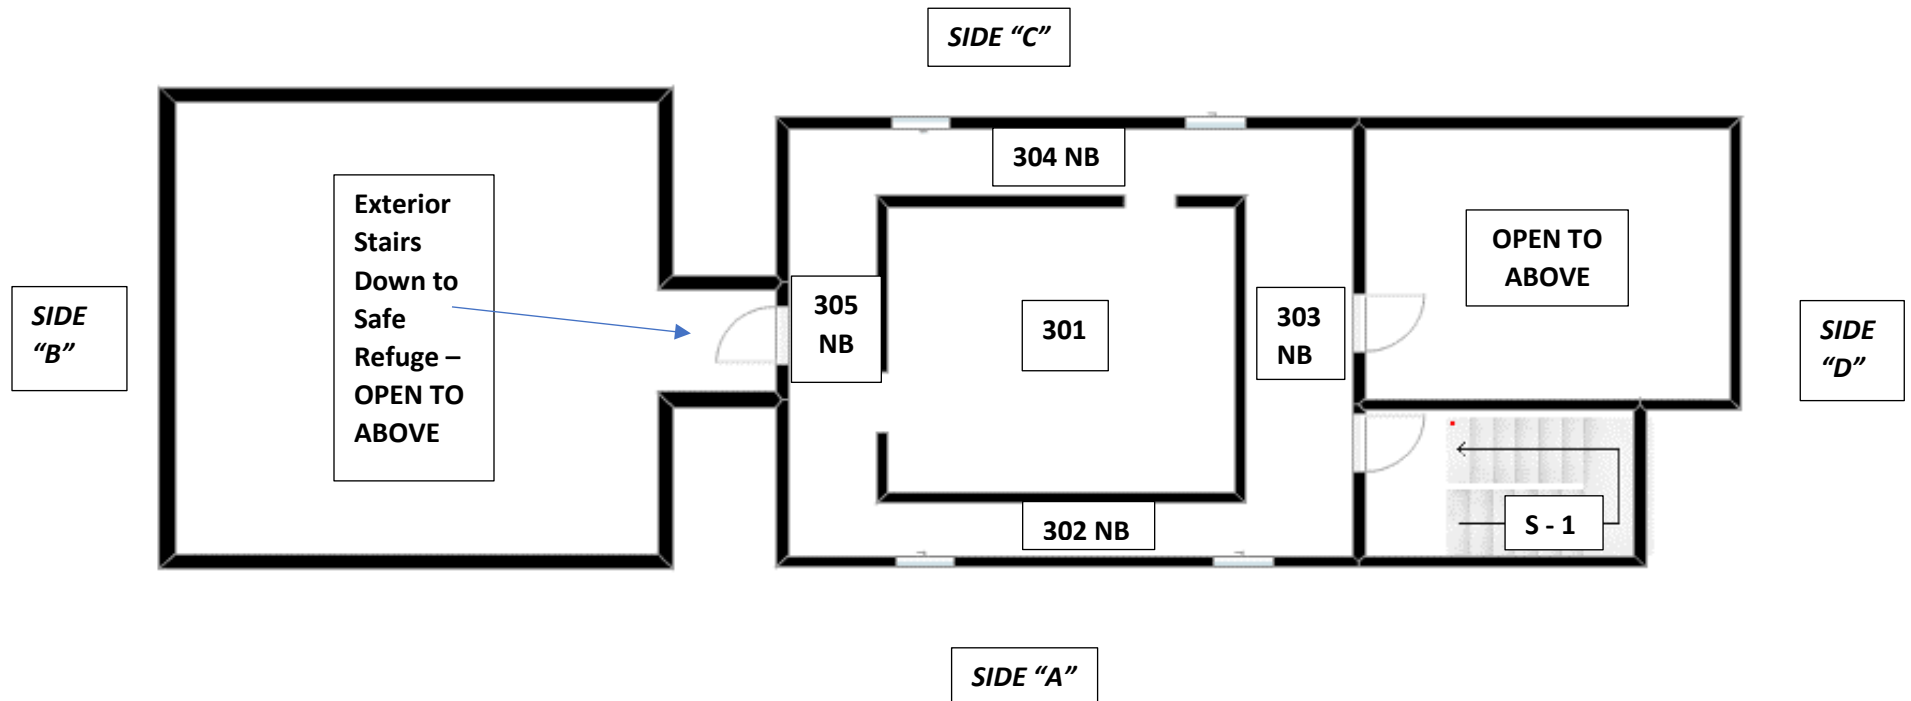 SIDE “C”
304 NB
Exterior
Stairs
Down to
Safe
Refuge –
OPEN TO
ABOVE
OPEN TO
ABOVE
SIDE
“B”
305
NB
301
303
NB
SIDE
“D”
302 NB
S - 1
SIDE “A”